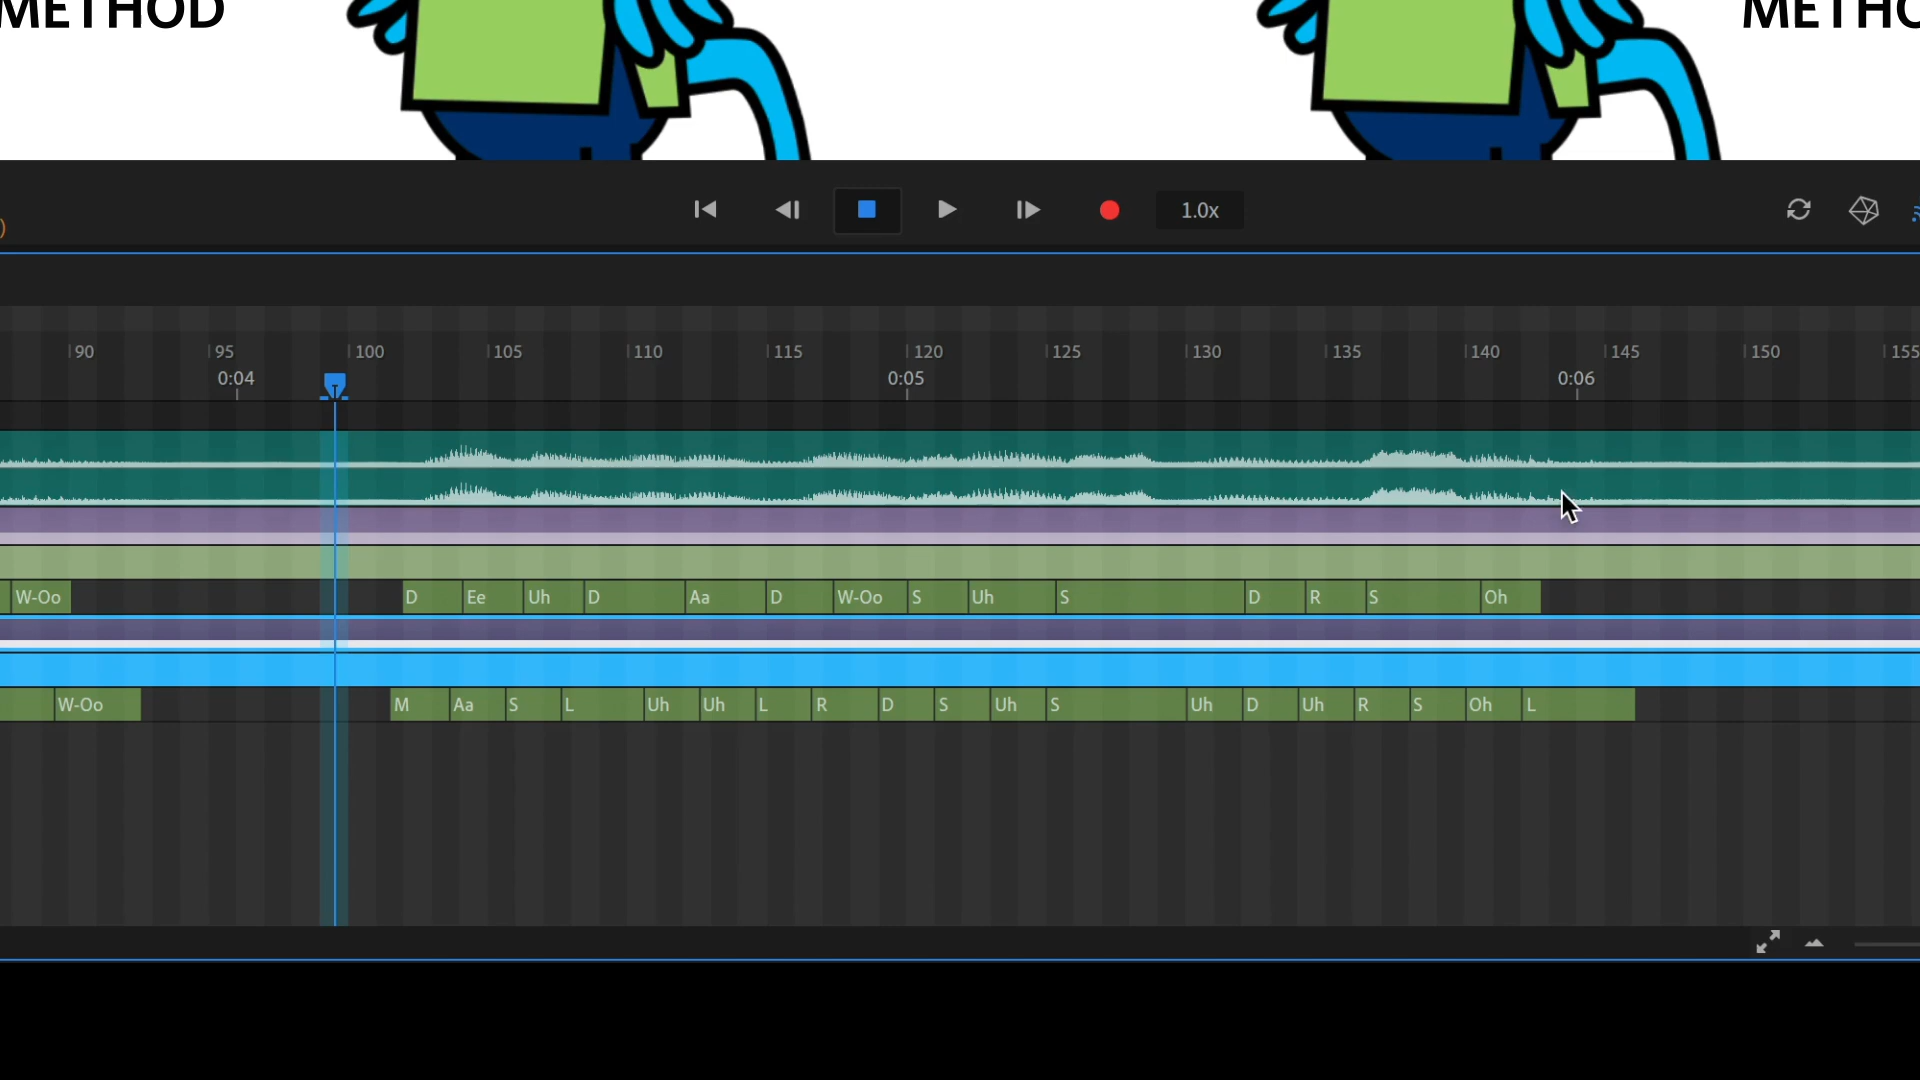 METHOD
METHO
)
1.0x
90 95 100 105 110 115 120 125 130 135 140 145 150 155
0:04 0:05 0:06
W-Oo D Ee Uh D Aa D W-Oo S Uh S D R S Oh
W-Oo M Aa S L Uh Uh L R D S Uh S Uh D Uh R S Oh L